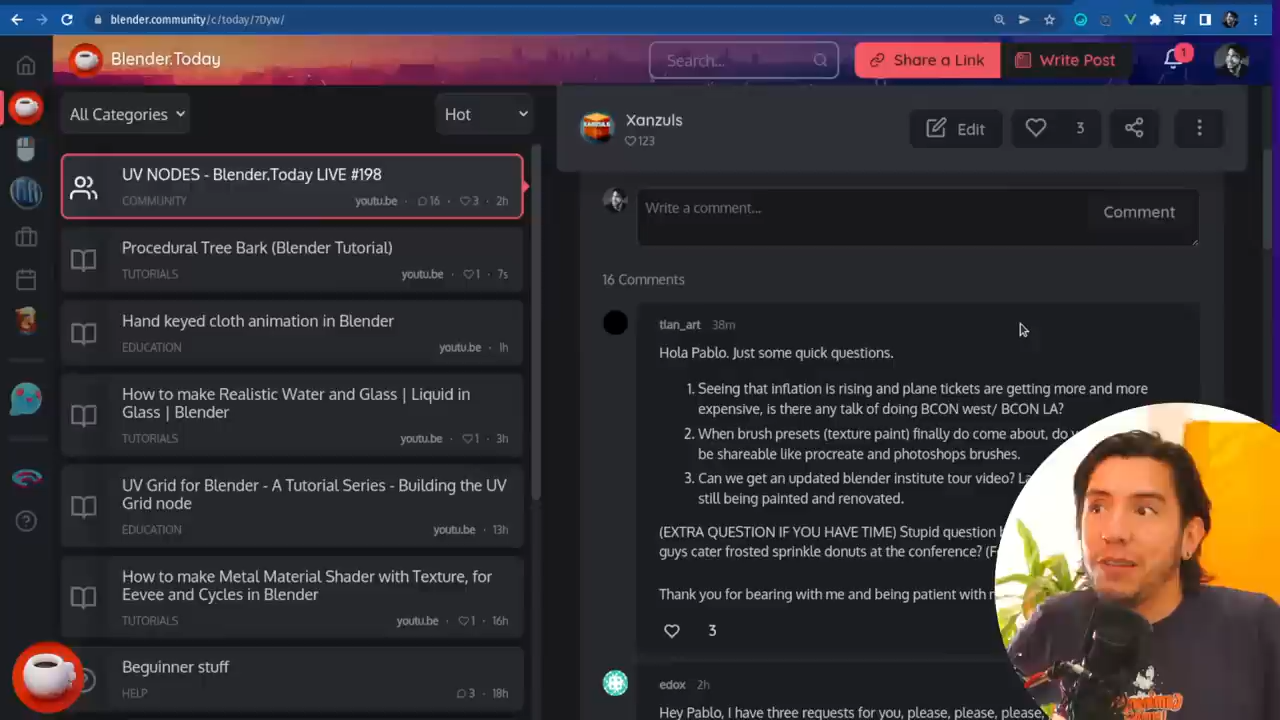 blender.community/c/today/7Dyw/
Blender.Today
Search...
Share a Link
Write Post
1
All Categories
Hot
UV NODES - Blender.Today LIVE #198
COMMUNITY
youtu.be · 16 · 3 · 2h
Procedural Tree Bark (Blender Tutorial)
TUTORIALS
youtu.be · 1 · 7s
Hand keyed cloth animation in Blender
EDUCATION
youtu.be · 1h
How to make Realistic Water and Glass | Liquid in
Glass | Blender
TUTORIALS
youtu.be · 1 · 3h
UV Grid for Blender - A Tutorial Series - Building the UV
Grid node
EDUCATION
youtu.be · 13h
How to make Metal Material Shader with Texture, for
Eevee and Cycles in Blender
TUTORIALS
youtu.be · 1 · 16h
Beguinner stuff
HELP
3 · 18h
XANZULS
Xanzuls
123
Edit
3
Write a comment...
Comment
16 Comments
tlan_art 38m
Hola Pablo. Just some quick questions.
1. Seeing that inflation is rising and plane tickets are getting more and more
expensive, is there any talk of doing BCON west/ BCON LA?
2. When brush presets (texture paint) finally do come about, do
be shareable like procreate and photoshops brushes.
3. Can we get an updated blender institute tour video?
still being painted and renovated.
(EXTRA QUESTION IF YOU HAVE TIME) Stupid question
guys cater frosted sprinkle donuts at the conference?
Thank you for bearing with me and being patient with
3
edox 2h
Hey Pablo, I have three requests for you, please, please, please,